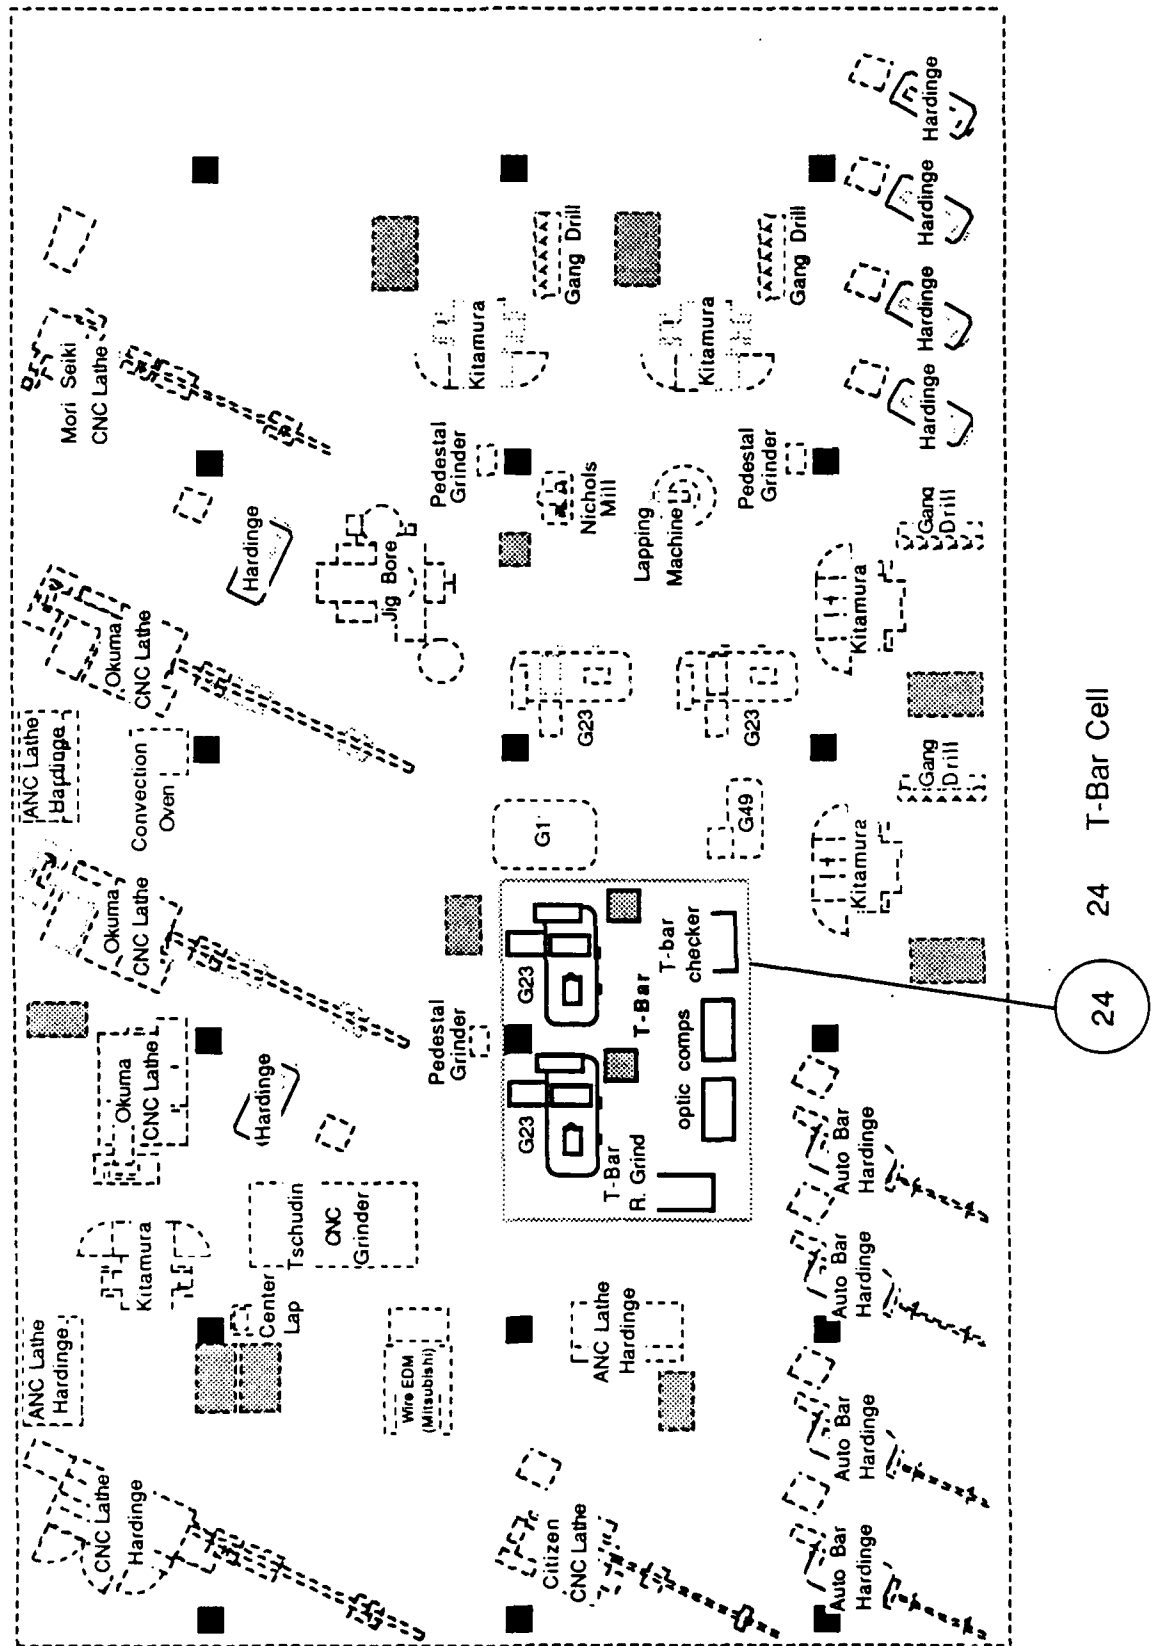 CNC Lathe
Hardinge
ANC Lathe
Hardinge
Kitamura
Okuma
CNC Lathe
Okuma
CNC Lathe
ANC Lathe
Hardinge
Convection
Oven
Okuma
CNC Lathe
Mori Seiki
CNC Lathe
Center
Lap
Tschudin
CNC
Grinder
Hardinge
Hardinge
Wire EDM
(Mitsubishi)
Jig Bore
Pedestal
Grinder
Pedestal
Grinder
Kitamura
Gang Drill
Citizen
CNC Lathe
ANC Lathe
Hardinge
G23
G23
T-Bar
R. Grind
T-Bar
optic comps
T-bar
checker
G1
G23
Nichols
Mill
Lapping
Machine
G49
G23
Kitamura
Gang Drill
Pedestal
Grinder
Auto Bar
Hardinge
Auto Bar
Hardinge
Auto Bar
Hardinge
Auto Bar
Hardinge
Kitamura
Gang
Drill
Kitamura
Gang
Drill
Hardinge
Hardinge
Hardinge
Hardinge
24
24 T-Bar Cell